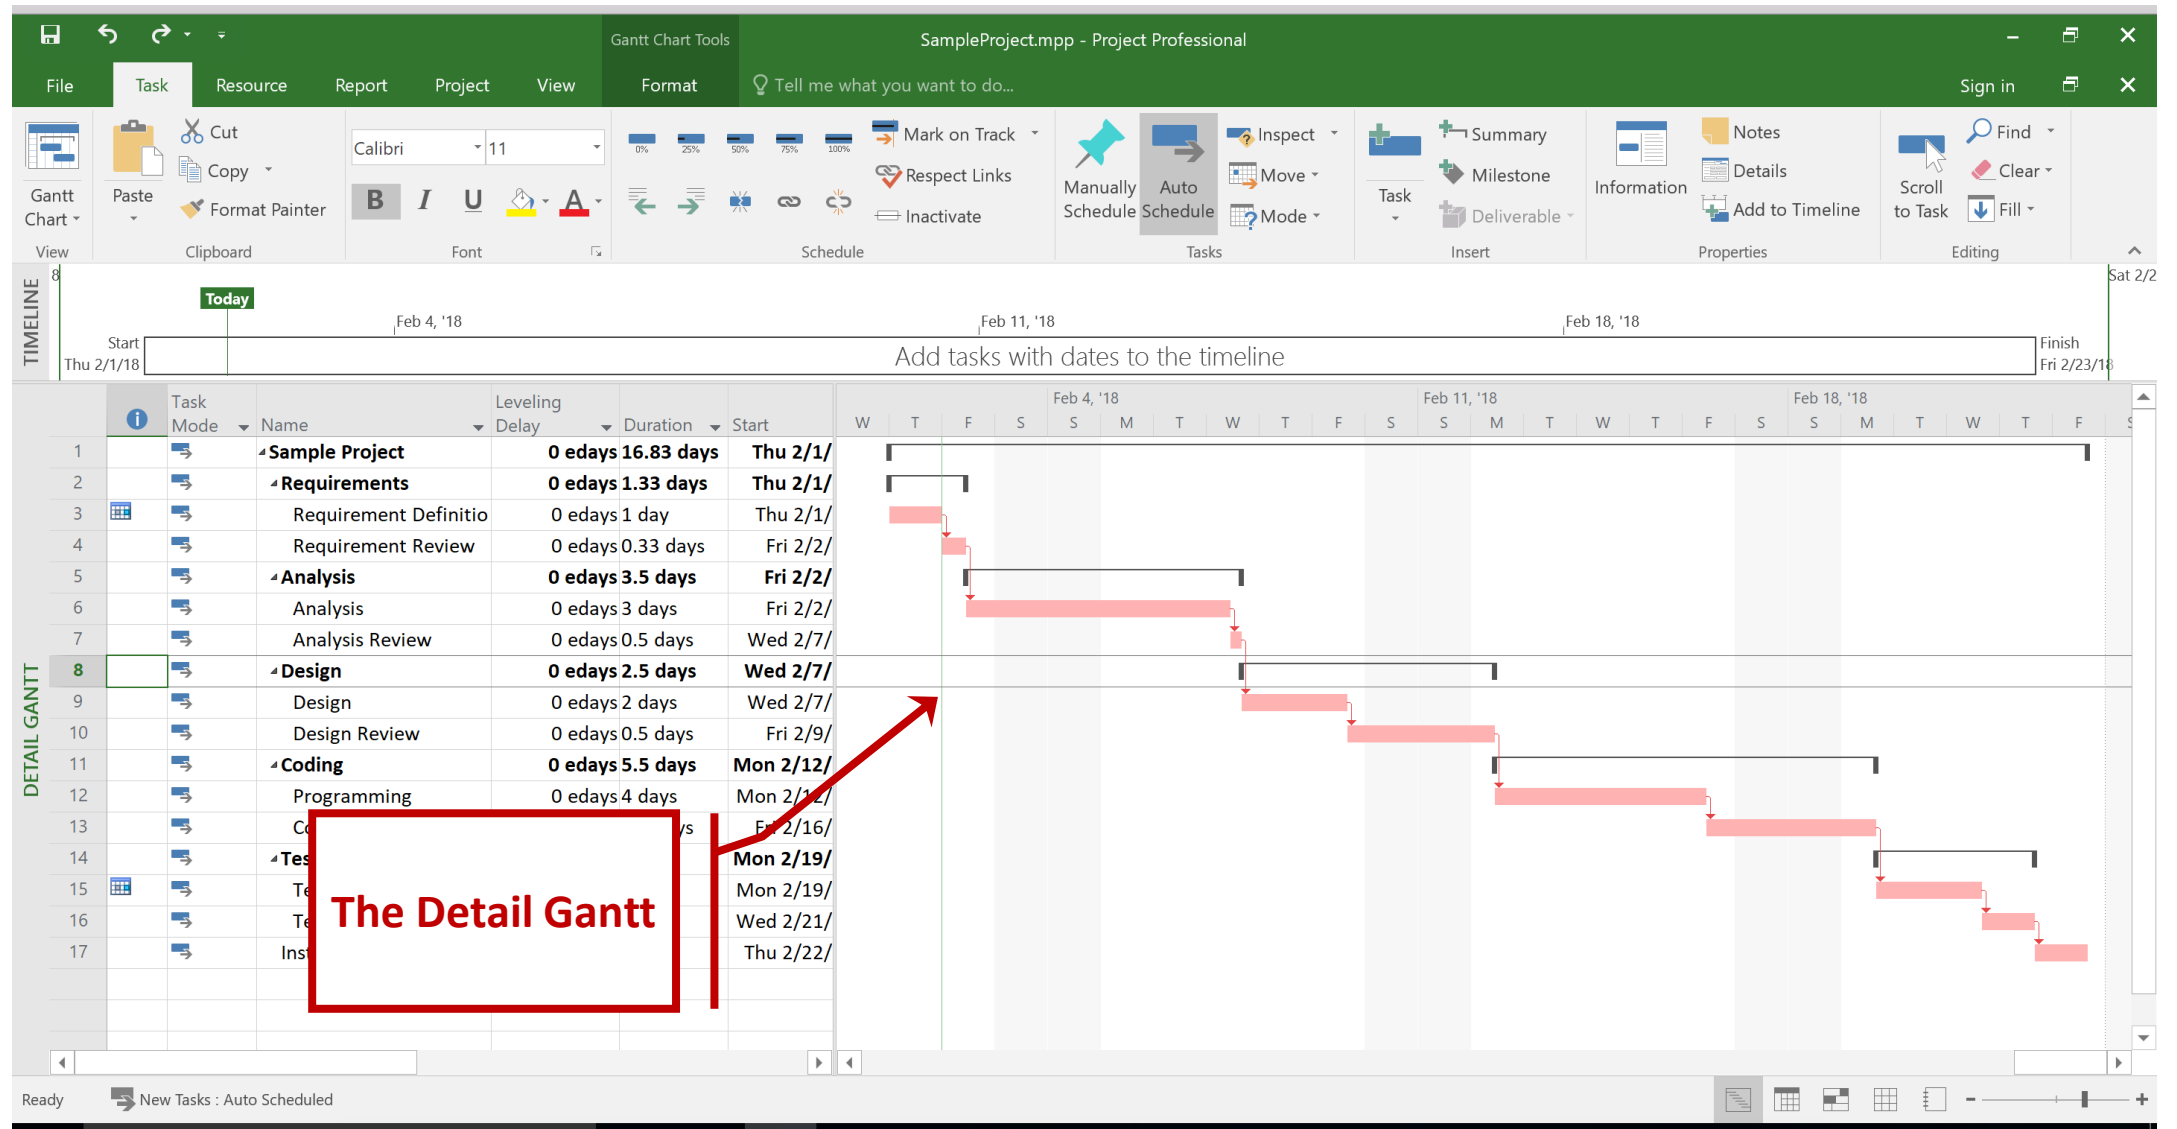 Gantt Chart Tools
SampleProject.mpp - Project Professional
File Task Resource Report Project View Format Tell me what you want to do... Sign in
Gantt Chart
View
Paste
Cut
Copy
Format Painter
Clipboard
Calibri 11
B I U A
Font
0% 25% 50% 75% 100%
Mark on Track
Respect Links
Inactivate
Schedule
Manually Schedule
Auto Schedule
Inspect
Move
Mode
Tasks
Task
Summary
Milestone
Deliverable
Insert
Information
Notes
Details
Add to Timeline
Properties
Scroll to Task
Find
Clear
Fill
Editing
TIMELINE
8
Today
Sat 2/2
Feb 4, '18 Feb 11, '18 Feb 18, '18
Start
Thu 2/1/18
Add tasks with dates to the timeline
Finish
Fri 2/23/18
DETAIL GANTT
Task Mode Name Leveling Delay Duration Start
Feb 4, '18 Feb 11, '18 Feb 18, '18
W T F S S M T W T F S S M T W T F S S M T W T F S
1 Sample Project 0 edays 16.83 days Thu 2/1/
2 Requirements 0 edays 1.33 days Thu 2/1/
3 Requirement Definitio 0 edays 1 day Thu 2/1/
4 Requirement Review 0 edays 0.33 days Fri 2/2/
5 Analysis 0 edays 3.5 days Fri 2/2/
6 Analysis 0 edays 3 days Fri 2/2/
7 Analysis Review 0 edays 0.5 days Wed 2/7/
8 Design 0 edays 2.5 days Wed 2/7/
9 Design 0 edays 2 days Wed 2/7/
10 Design Review 0 edays 0.5 days Fri 2/9/
11 Coding 0 edays 5.5 days Mon 2/12/
12 Programming 0 edays 4 days Mon 2/12/
13 Fri 2/16/
14 Tes Mon 2/19/
15 Te Mon 2/19/
16 Te Wed 2/21/
17 Ins Thu 2/22/
The Detail Gantt
Ready New Tasks : Auto Scheduled